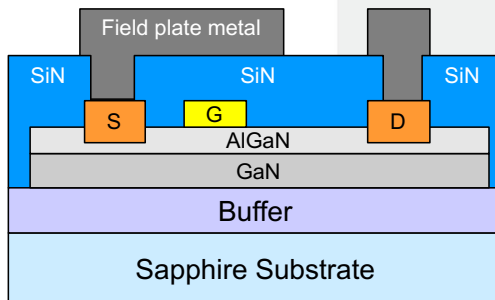 Field plate metal
SiN
SiN
SiN
S
G
D
AlGaN
GaN
Buffer
Sapphire Substrate